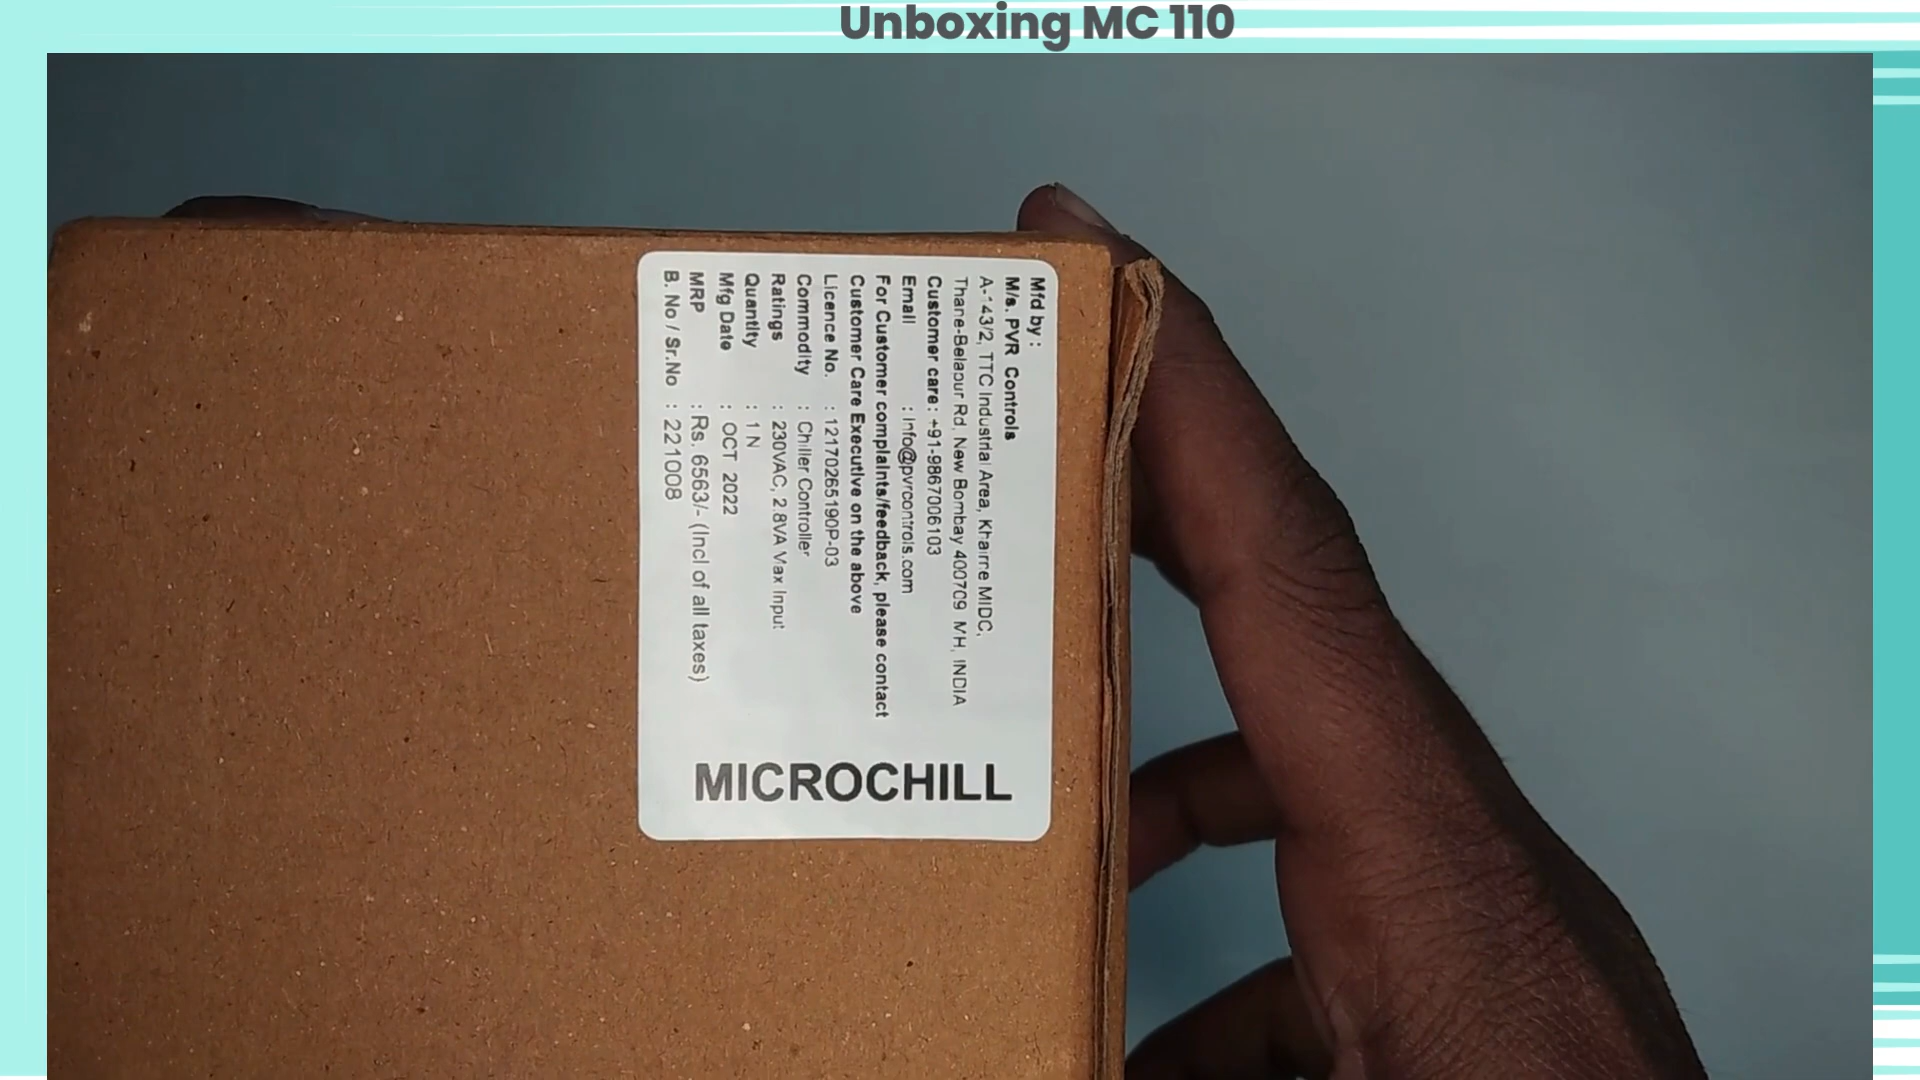 Unboxing MC 110
Mfd by :
M/s. PVR Controls
A-143/2, TTC Industrial Area, Khairne MIDC,
Thane-Belapur Rd, New Bombay 400709 MH, INDIA
Customer care : +91-9867006103
Email : Info@pvrcontrols.com
For Customer complaints/feedback, please contact
Customer Care Executive on the above
Licence No. : 1217026519OP-03
Commodity : Chiller Controller
Ratings : 230VAC, 2.8VA Max Input
Quantity : 1 N
Mfg Date : OCT 2022
MRP : Rs. 6563/- (Incl of all taxes)
B. No / Sr.No : 221008
MICROCHILL